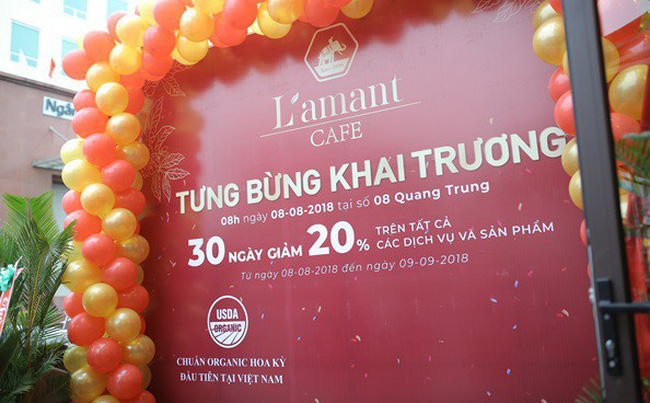 Ngân
L'amant
CAFE
TƯNG BỪNG KHAI TRƯƠNG
08h ngày 08-08-2018 tại số 08 Quang Trung
30 NGÀY GIẢM 20% TRÊN TẤT CẢ
CÁC DỊCH VỤ VÀ SẢN PHẨM
Từ ngày 08-08-2018 đến ngày 09-09-2018
USDA
ORGANIC
CHUẨN ORGANIC HOA KỲ
ĐẦU TIÊN TẠI VIỆT NAM